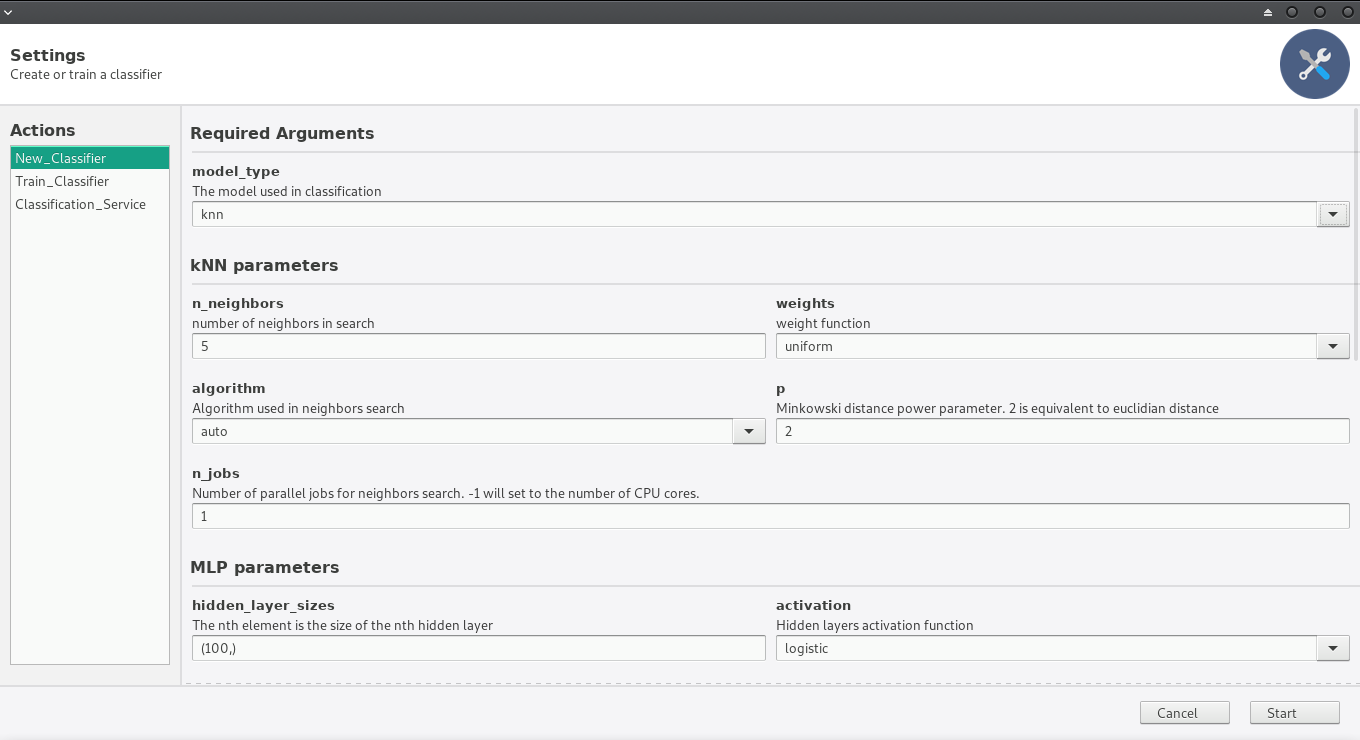 Settings
Create or train a classifier
Actions
New_Classifier
Train_Classifier
Classification_Service
Required Arguments
model_type
The model used in classification
knn
kNN parameters
n_neighbors
number of neighbors in search
5
weights
weight function
uniform
algorithm
Algorithm used in neighbors search
auto
p
Minkowski distance power parameter. 2 is equivalent to euclidian distance
2
n_jobs
Number of parallel jobs for neighbors search. -1 will set to the number of CPU cores.
1
MLP parameters
hidden_layer_sizes
The nth element is the size of the nth hidden layer
(100,)
activation
Hidden layers activation function
logistic
Cancel
Start